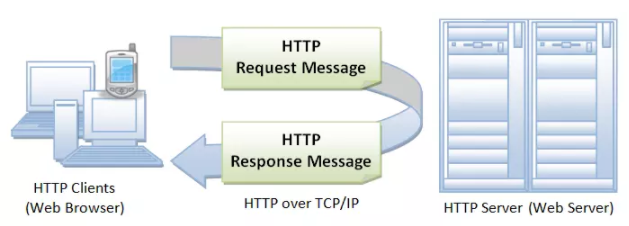 HTTP
Request Message
HTTP
Response Message
HTTP Clients
(Web Browser)
HTTP over TCP/IP
HTTP Server (Web Server)